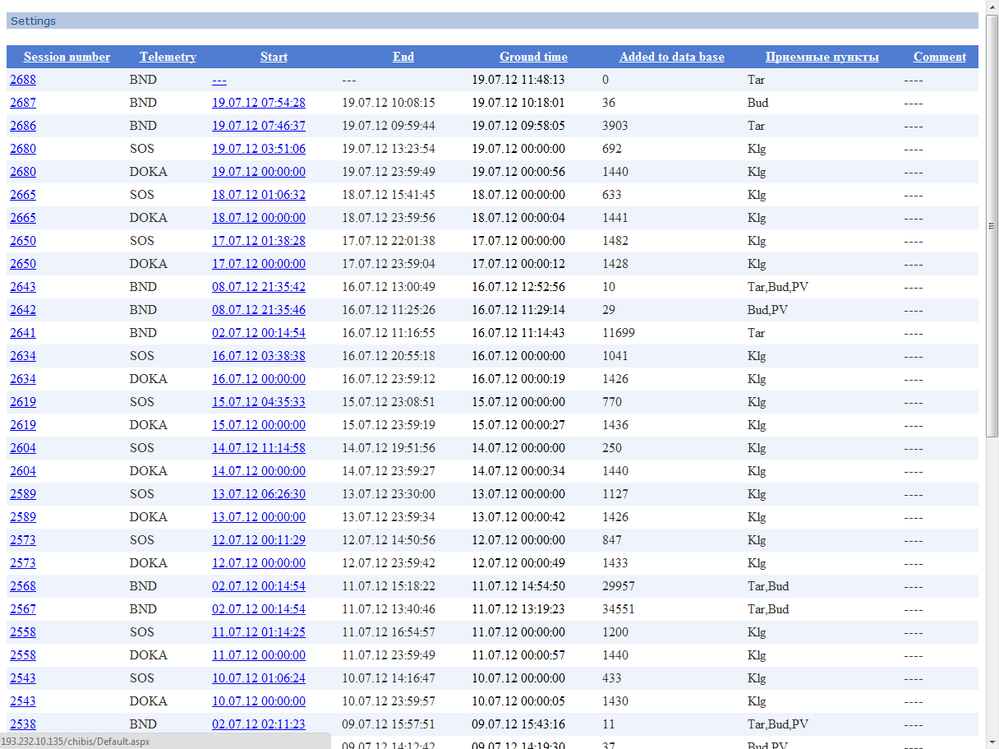 Settings
Session number Telemetry Start End Ground time Added to data base Приемные пункты Comment
2688 BND --- --- 19.07.12 11:48:13 0 Tar ----
2687 BND 19.07.12 07:54:28 19.07.12 10:08:15 19.07.12 10:18:01 36 Bud ----
2686 BND 19.07.12 07:46:37 19.07.12 09:59:44 19.07.12 09:58:05 3903 Tar ----
2680 SOS 19.07.12 03:51:06 19.07.12 13:23:54 19.07.12 00:00:00 692 Klg ----
2680 DOKA 19.07.12 00:00:00 19.07.12 23:59:49 19.07.12 00:00:56 1440 Klg ----
2665 SOS 18.07.12 01:06:32 18.07.12 15:41:45 18.07.12 00:00:00 633 Klg ----
2665 DOKA 18.07.12 00:00:00 18.07.12 23:59:56 18.07.12 00:00:04 1441 Klg ----
2650 SOS 17.07.12 01:38:28 17.07.12 22:01:38 17.07.12 00:00:00 1482 Klg ----
2650 DOKA 17.07.12 00:00:00 17.07.12 23:59:04 17.07.12 00:00:12 1428 Klg ----
2643 BND 08.07.12 21:35:42 16.07.12 13:00:49 16.07.12 12:52:56 10 Tar,Bud,PV ----
2642 BND 08.07.12 21:35:46 16.07.12 11:25:26 16.07.12 11:29:14 29 Bud,PV ----
2641 BND 02.07.12 00:14:54 16.07.12 11:16:55 16.07.12 11:14:43 11699 Tar ----
2634 SOS 16.07.12 03:38:38 16.07.12 20:55:18 16.07.12 00:00:00 1041 Klg ----
2634 DOKA 16.07.12 00:00:00 16.07.12 23:59:12 16.07.12 00:00:19 1426 Klg ----
2619 SOS 15.07.12 04:35:33 15.07.12 23:08:51 15.07.12 00:00:00 770 Klg ----
2619 DOKA 15.07.12 00:00:00 15.07.12 23:59:19 15.07.12 00:00:27 1436 Klg ----
2604 SOS 14.07.12 11:14:58 14.07.12 19:51:56 14.07.12 00:00:00 250 Klg ----
2604 DOKA 14.07.12 00:00:00 14.07.12 23:59:27 14.07.12 00:00:34 1440 Klg ----
2589 SOS 13.07.12 06:26:30 13.07.12 23:30:00 13.07.12 00:00:00 1127 Klg ----
2589 DOKA 13.07.12 00:00:00 13.07.12 23:59:34 13.07.12 00:00:42 1426 Klg ----
2573 SOS 12.07.12 00:11:29 12.07.12 14:50:56 12.07.12 00:00:00 847 Klg ----
2573 DOKA 12.07.12 00:00:00 12.07.12 23:59:42 12.07.12 00:00:49 1433 Klg ----
2568 BND 02.07.12 00:14:54 11.07.12 15:18:22 11.07.12 14:54:50 29957 Tar,Bud ----
2567 BND 02.07.12 00:14:54 11.07.12 13:40:46 11.07.12 13:19:23 34551 Tar,Bud ----
2558 SOS 11.07.12 01:14:25 11.07.12 16:54:57 11.07.12 00:00:00 1200 Klg ----
2558 DOKA 11.07.12 00:00:00 11.07.12 23:59:49 11.07.12 00:00:57 1440 Klg ----
2543 SOS 10.07.12 01:06:24 10.07.12 14:16:47 10.07.12 00:00:00 433 Klg ----
2543 DOKA 10.07.12 00:00:00 10.07.12 23:59:57 10.07.12 00:00:05 1430 Klg ----
2538 BND 02.07.12 02:11:23 09.07.12 15:57:51 09.07.12 15:43:16 11 Tar,Bud,PV ----
193.232.10.135/chibis/Default.aspx
09.07.12 14:12:42 09.07.12 14:19:30 37 Bud,PV ----